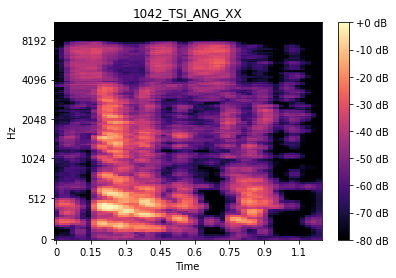 1042_TSI_ANG_XX
8192
4096
2048
1024
512
0
Hz
0
0.15
0.3
0.45
0.6
0.75
0.9
1.1
Time
+0 dB
-10 dB
-20 dB
-30 dB
-40 dB
-50 dB
-60 dB
-70 dB
-80 dB